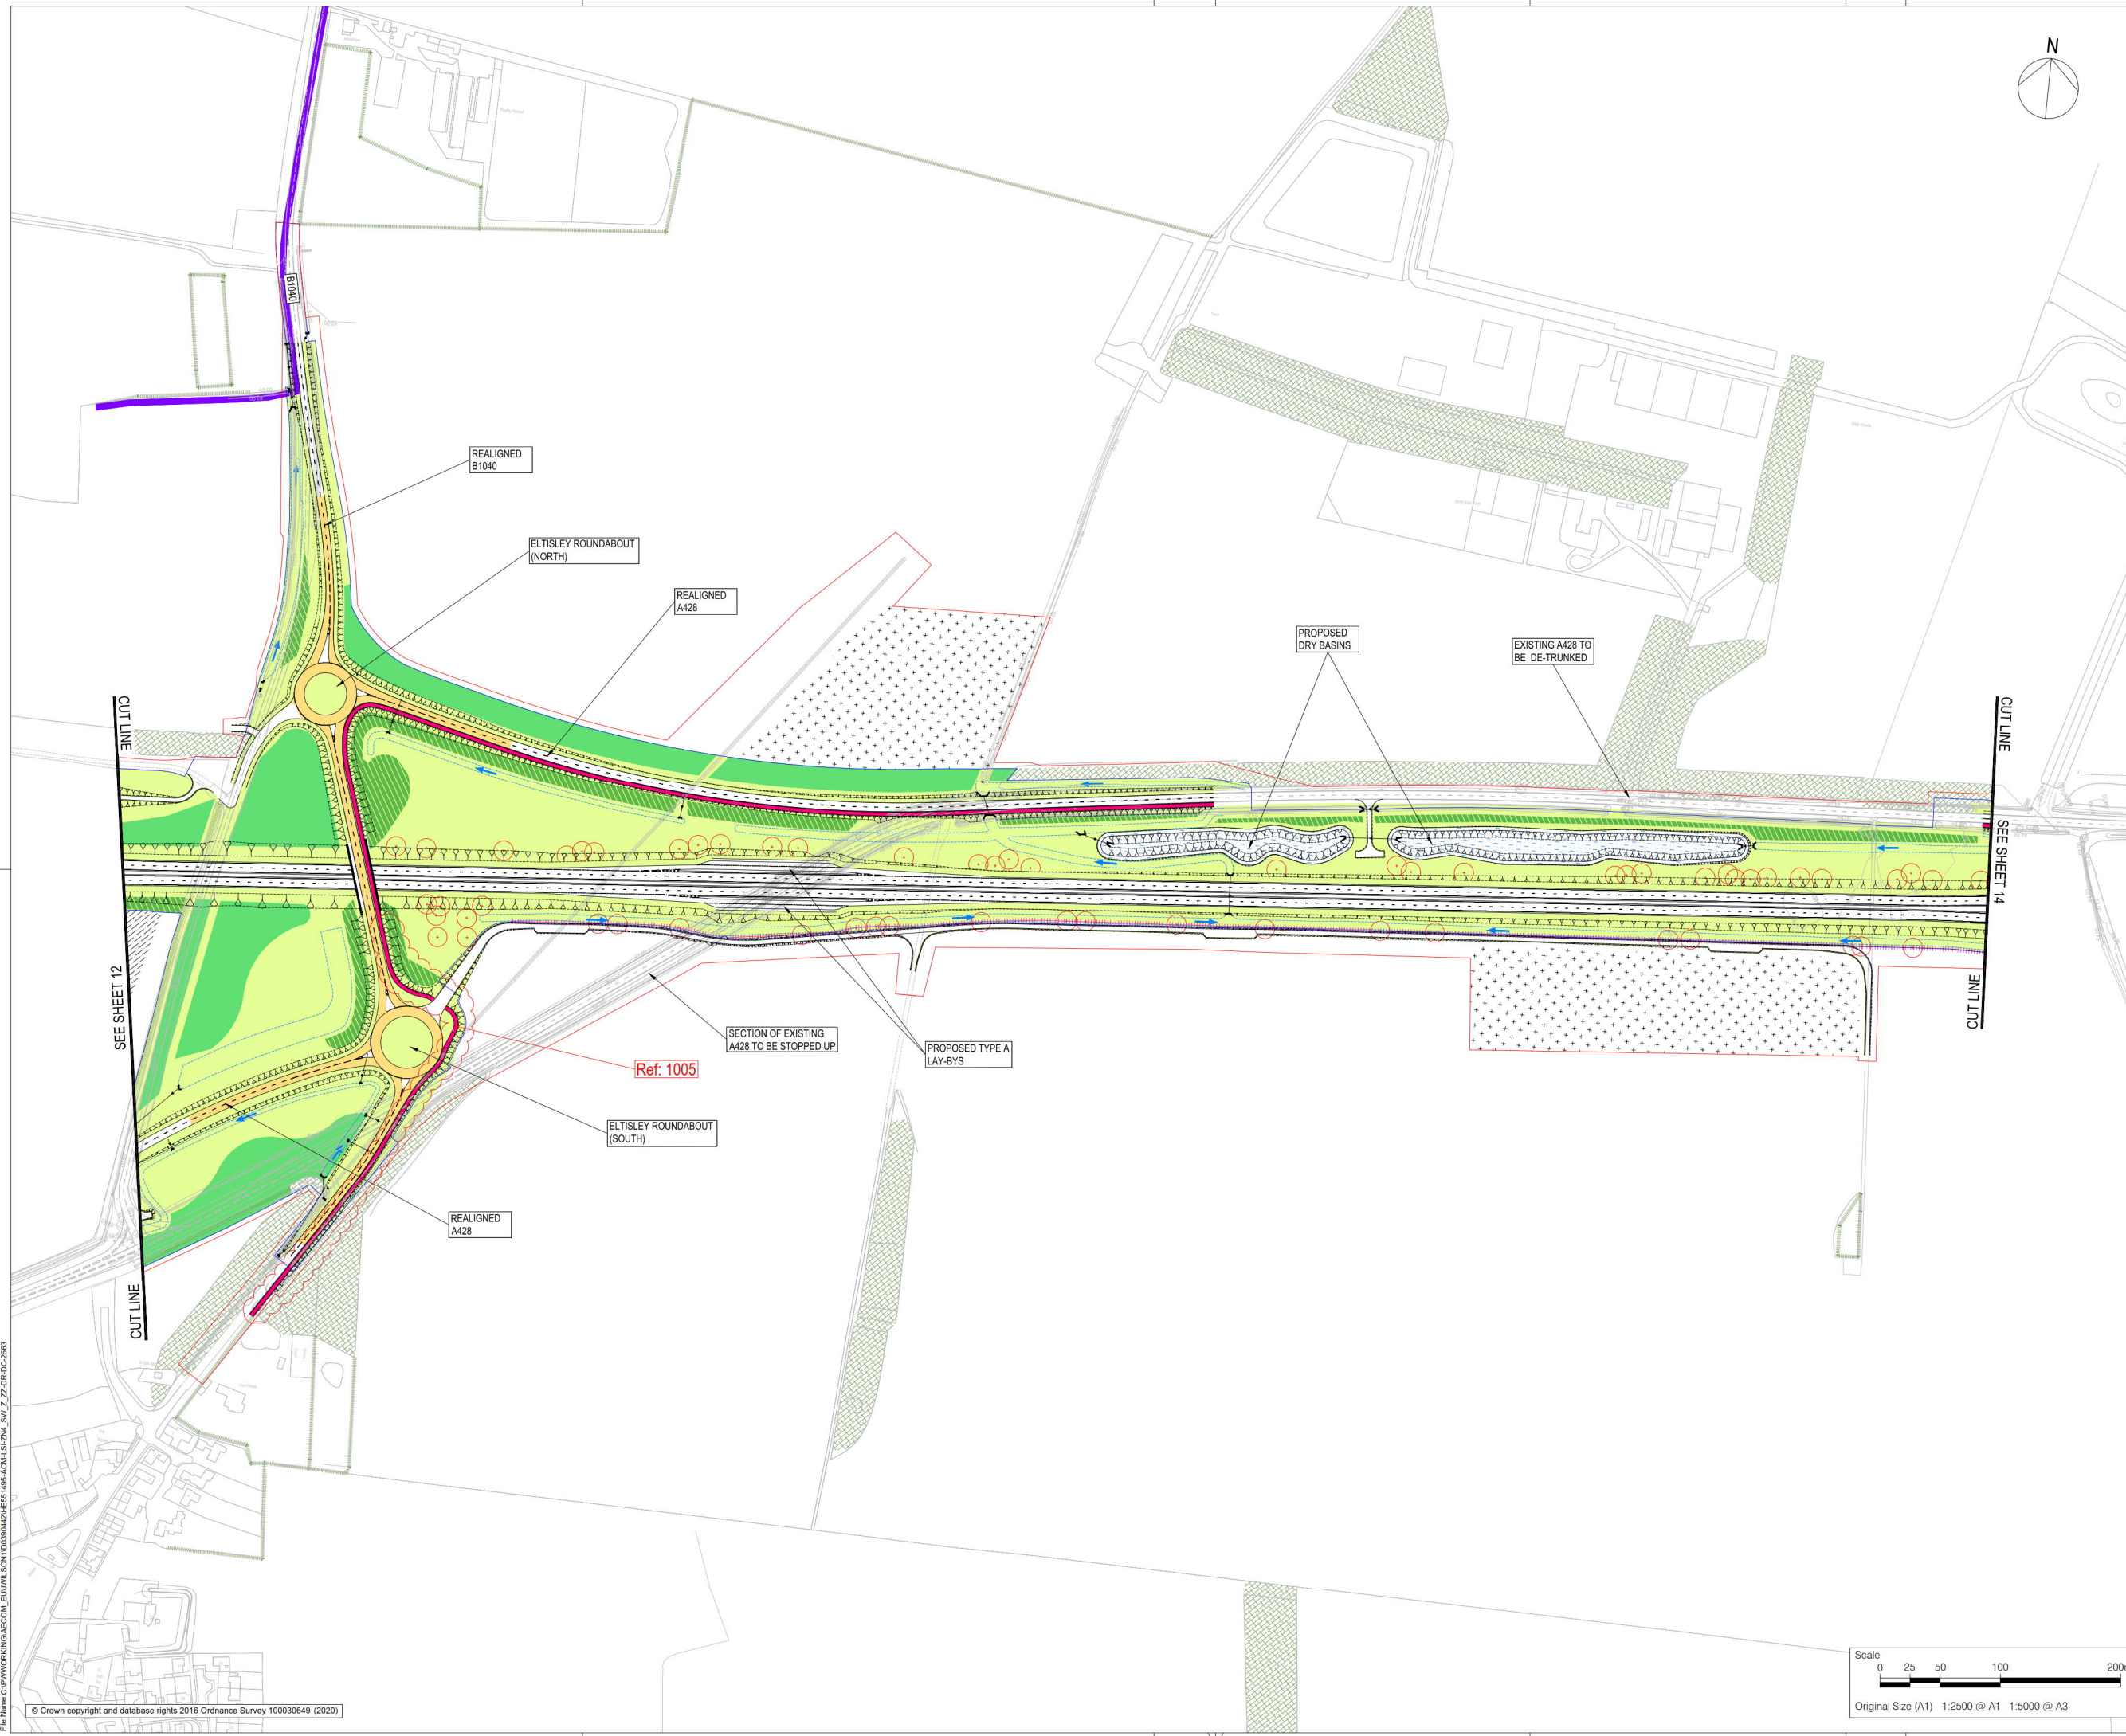 N
B1040
REALIGNED
B1040
ELTISLEY ROUNDABOUT
(NORTH)
REALIGNED
A428
PROPOSED
DRY BASINS
EXISTING A428 TO
BE DE-TRUNKED
CUT LINE
CUT LINE
SEE SHEET 14
SEE SHEET 12
CUT LINE
SECTION OF EXISTING
A428 TO BE STOPPED UP
PROPOSED TYPE A
LAY-BYS
Ref: 1005
ELTISLEY ROUNDABOUT
(SOUTH)
REALIGNED
A428
CUT LINE
Scale
0 25 50 100 200m
Original Size (A1) 1:2500 @ A1 1:5000 @ A3
© Crown copyright and database rights 2016 Ordnance Survey 100030649 (2020)